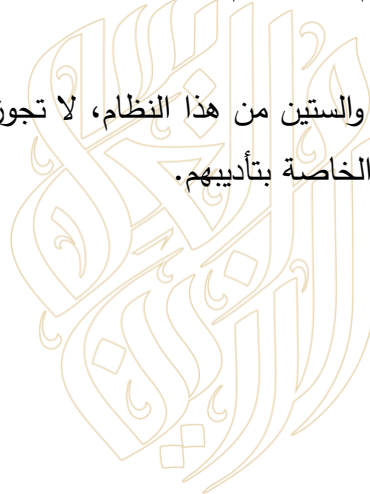 والستين من هذا النظام، لا تجوز
الخاصة بتأديبهم.